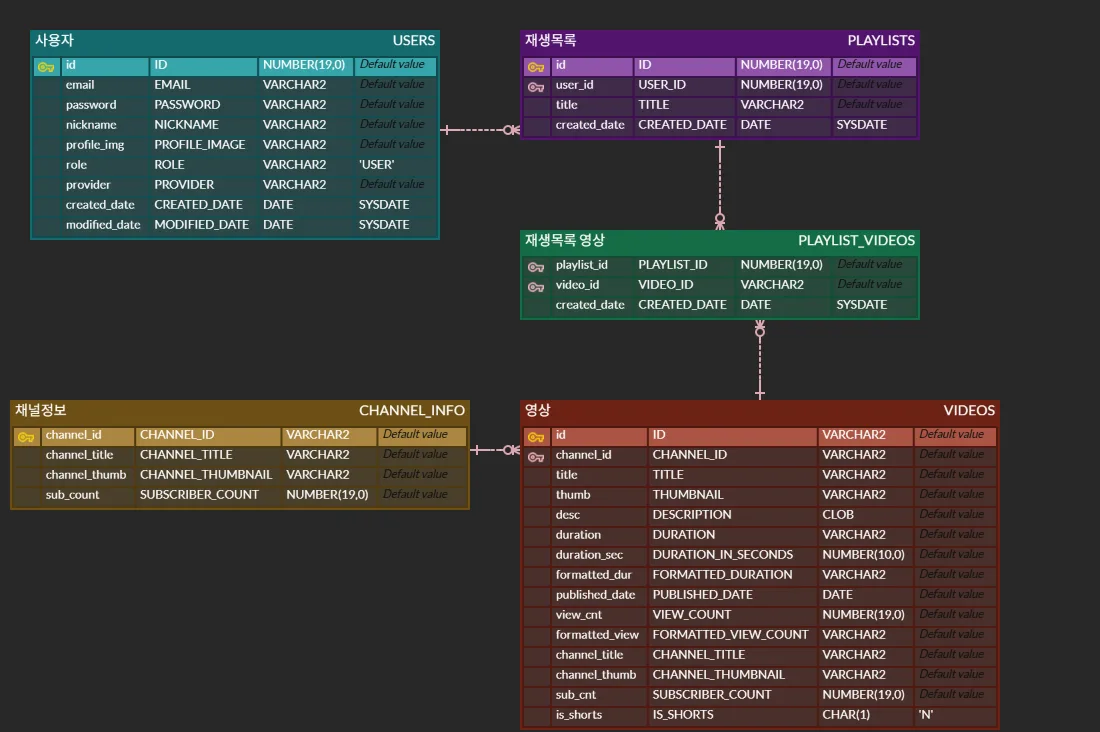 사용자 USERS
id ID NUMBER(19,0) Default value
email EMAIL VARCHAR2 Default value
password PASSWORD VARCHAR2 Default value
nickname NICKNAME VARCHAR2 Default value
profile_img PROFILE_IMAGE VARCHAR2 Default value
role ROLE VARCHAR2 'USER'
provider PROVIDER VARCHAR2 Default value
created_date CREATED_DATE DATE SYSDATE
modified_date MODIFIED_DATE DATE SYSDATE
재생목록 PLAYLISTS
id ID NUMBER(19,0) Default value
user_id USER_ID NUMBER(19,0) Default value
title TITLE VARCHAR2 Default value
created_date CREATED_DATE DATE SYSDATE
재생목록 영상 PLAYLIST_VIDEOS
playlist_id PLAYLIST_ID NUMBER(19,0) Default value
video_id VIDEO_ID VARCHAR2 Default value
created_date CREATED_DATE DATE SYSDATE
채널정보 CHANNEL_INFO
channel_id CHANNEL_ID VARCHAR2 Default value
channel_title CHANNEL_TITLE VARCHAR2 Default value
channel_thumb CHANNEL_THUMBNAIL VARCHAR2 Default value
sub_count SUBSCRIBER_COUNT NUMBER(19,0) Default value
영상 VIDEOS
id ID VARCHAR2 Default value
channel_id CHANNEL_ID VARCHAR2 Default value
title TITLE VARCHAR2 Default value
thumb THUMBNAIL VARCHAR2 Default value
desc DESCRIPTION CLOB Default value
duration DURATION VARCHAR2 Default value
duration_sec DURATION_IN_SECONDS NUMBER(10,0) Default value
formatted_dur FORMATTED_DURATION VARCHAR2 Default value
published_date PUBLISHED_DATE DATE Default value
view_cnt VIEW_COUNT NUMBER(19,0) Default value
formatted_view FORMATTED_VIEW_COUNT VARCHAR2 Default value
channel_title CHANNEL_TITLE VARCHAR2 Default value
channel_thumb CHANNEL_THUMBNAIL VARCHAR2 Default value
sub_cnt SUBSCRIBER_COUNT NUMBER(19,0) Default value
is_shorts IS_SHORTS CHAR(1) 'N'